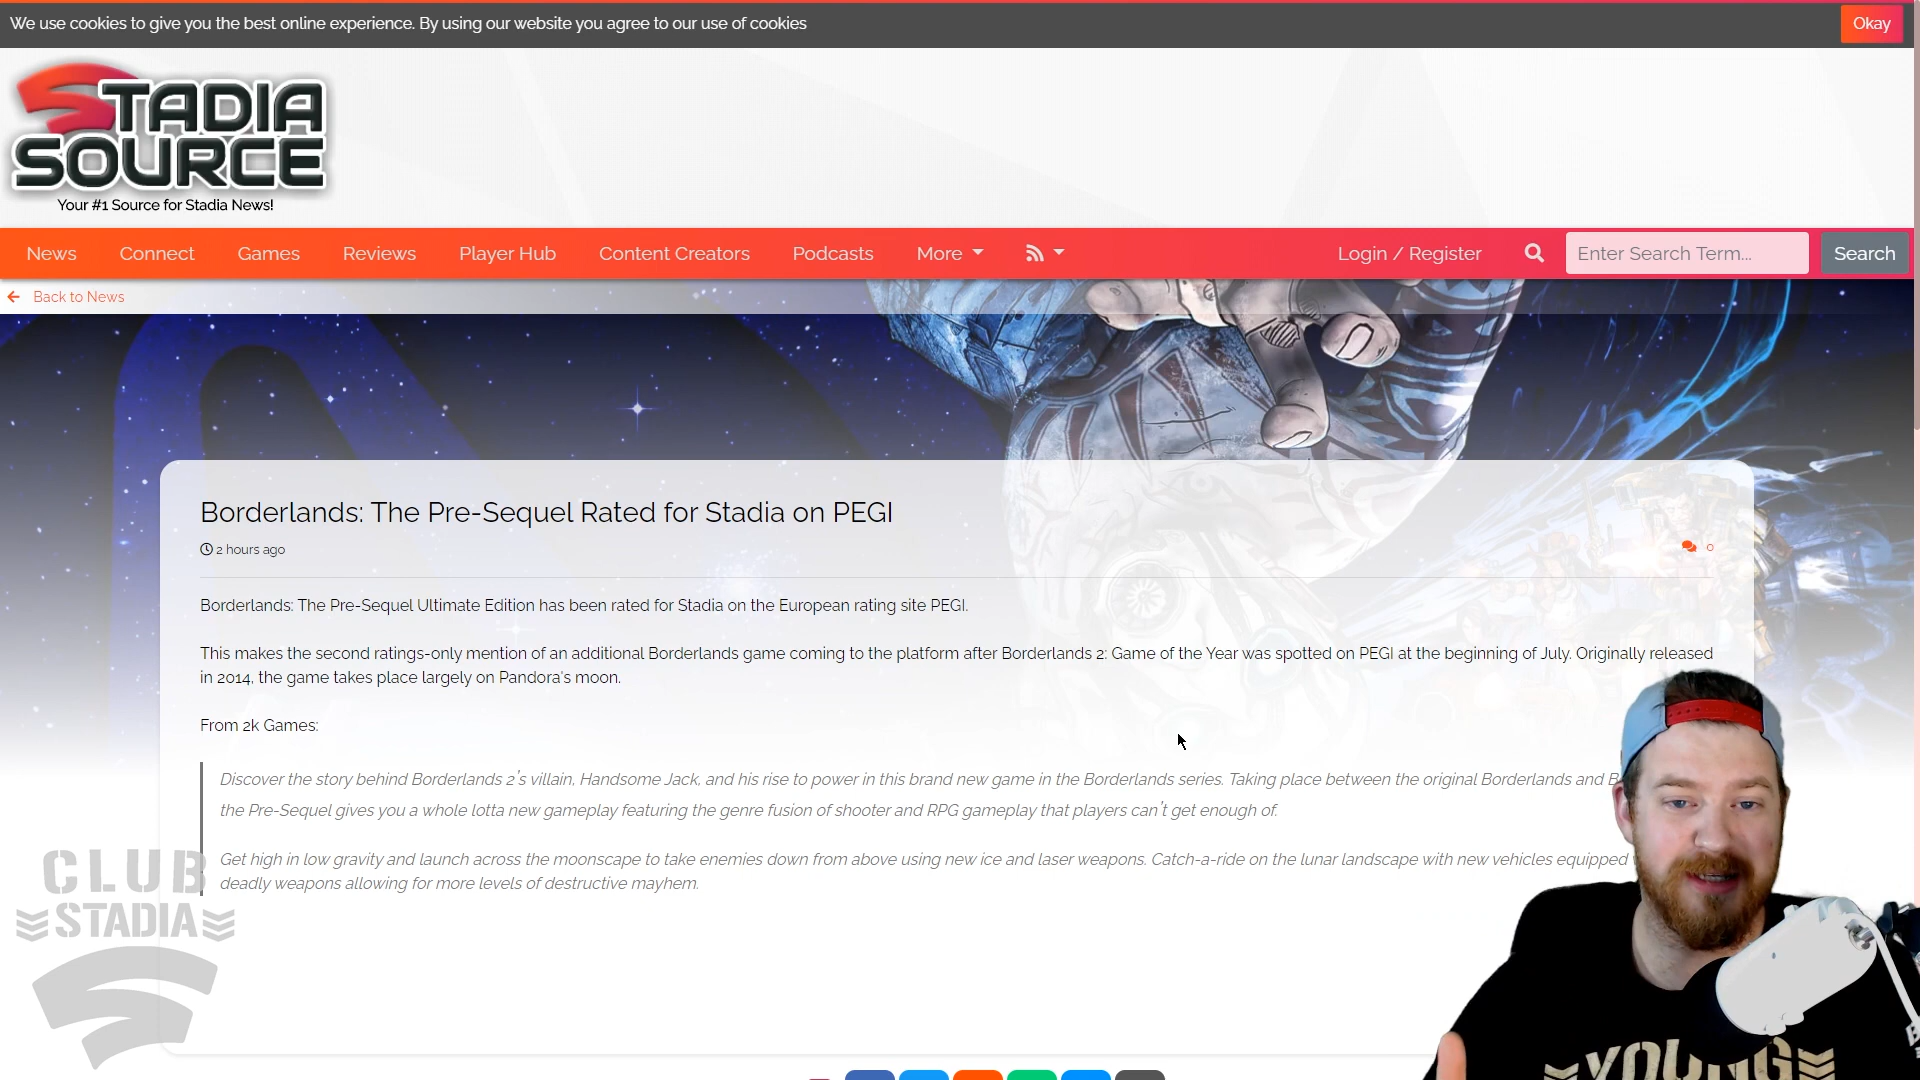 We use cookies to give you the best online experience. By using our website you agree to our use of cookies
Okay
STADIA
SOURCE
Your #1 Source for Stadia News!
News Connect Games Reviews Player Hub Content Creators Podcasts More Login / Register Enter Search Term... Search
Back to News
Borderlands: The Pre-Sequel Rated for Stadia on PEGI
2 hours ago
0
Borderlands: The Pre-Sequel Ultimate Edition has been rated for Stadia on the European rating site PEGI.
This makes the second ratings-only mention of an additional Borderlands game coming to the platform after Borderlands 2: Game of the Year was spotted on PEGI at the beginning of July. Originally released
in 2014, the game takes place largely on Pandora's moon.
From 2k Games:
Discover the story behind Borderlands 2's villain, Handsome Jack, and his rise to power in this brand new game in the Borderlands series. Taking place between the original Borderlands and
the Pre-Sequel gives you a whole lotta new gameplay featuring the genre fusion of shooter and RPG gameplay that players can't get enough of.
Get high in low gravity and launch across the moonscape to take enemies down from above using new ice and laser weapons. Catch-a-ride on the lunar landscape with new vehicles equipped
deadly weapons allowing for more levels of destructive mayhem.
CLUB
STADIA
YOUNG